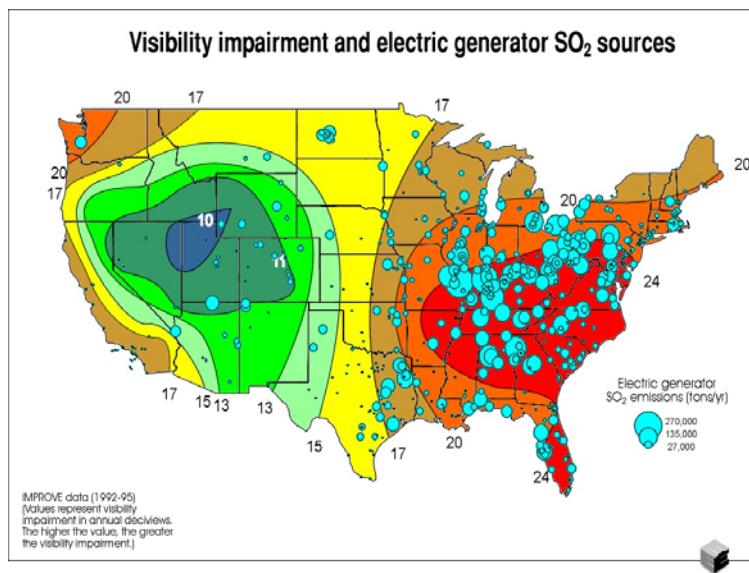 Visibility impairment and electric generator SO2 sources
20
17
17
20
20
17
20
10
11
20
24
Electric generator
SO2 emissions (tons/yr)
270,000
135,000
27,000
17
15
13
13
15
17
20
24
IMPROVE data (1992-95)
(Values represent visibility
impairment in annual deciviews.
The higher the value, the greater
the visibility impairment.)